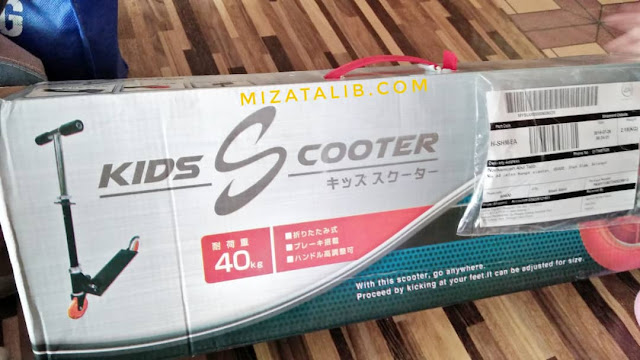 G
MIZATALIB.COM
KIDS SCOOTER
キッズ スクーター
耐荷重
40kg
■折りたたみ式
■ブレーキ搭載
■ハンドル高調整可
With this scooter, go anywhere.
Proceed by kicking at your feet.it can be adjusted for size.
N-SHREA